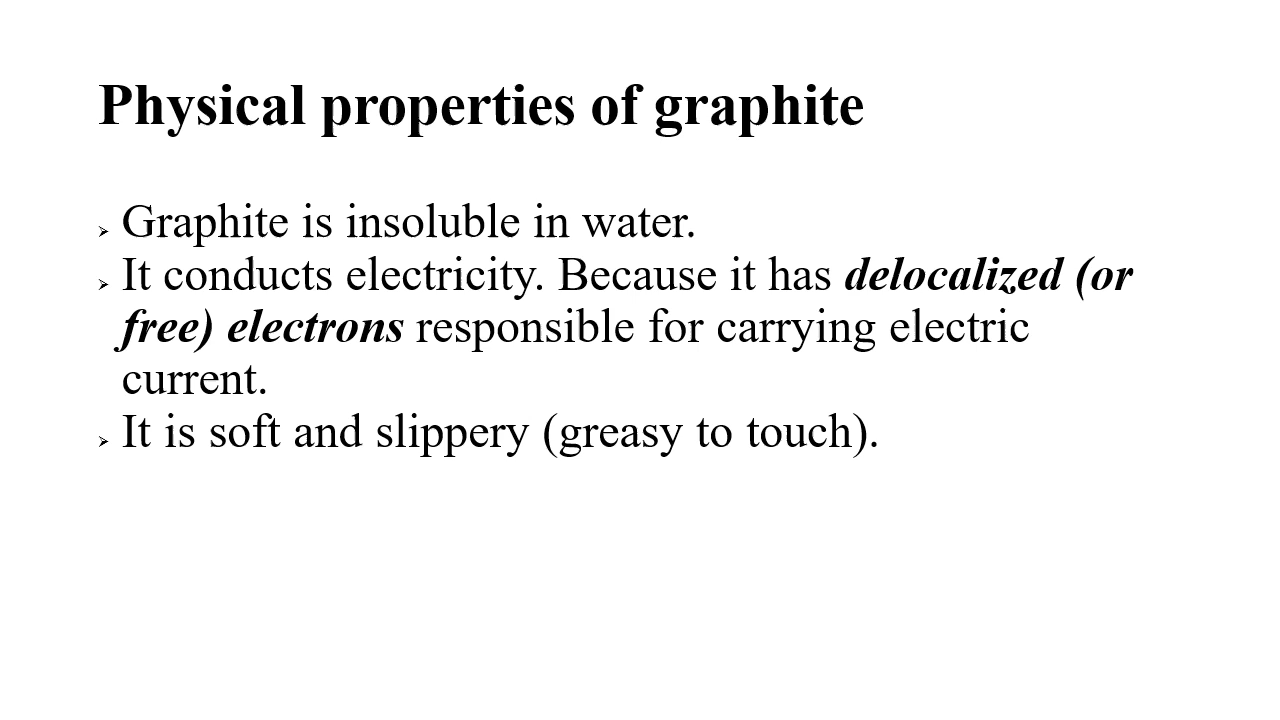 Physical properties of graphite
➢ Graphite is insoluble in water.
➢ It conducts electricity. Because it has delocalized (or
free) electrons responsible for carrying electric
current.
➢ It is soft and slippery (greasy to touch).